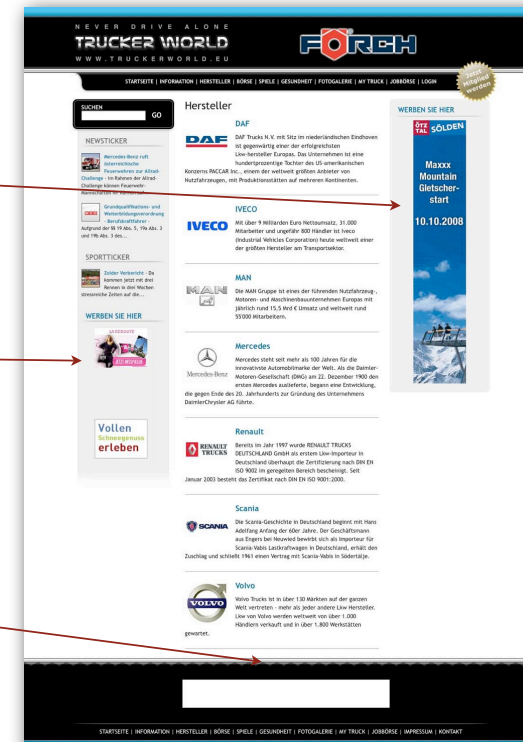 NEVER DRIVE ALONE
TRUCKER WORLD
WWW.TRUCKERWORLD.EU
FÖRCH
Jetzt
Mitglied
werden
STARTSEITE | INFORMATION | HERSTELLER | BÖRSE | SPIELE | GESUNDHEIT | FOTOGALERIE | MY TRUCK | JOBBÖRSE | LOGIN
SUCHEN
GO
NEWSTICKER
Mercedes-Benz ruft
österreichische
Feuerwehren zur Allrad-
Challenge - Im Rahmen der Allrad-
Challenge können Feuerwehr-
Mannschaften ihr Können auf...
Grundqualifikations- und
Weiterbildungsverordnung
- Berufskraftfahrer -
Aufgrund der §§ 19 Abs. 5, 19a Abs. 3
und 19b Abs. 3 des...
SPORTTICKER
Zolder Vorbericht - Da
kommen jetzt mit drei
Rennen in drei Wochen
stressreiche Zeiten auf die...
WERBEN SIE HIER
Vollen
Schneegenuss
erleben
Hersteller
DAF
DAF
DAF Trucks N.V. mit Sitz im niederländischen Eindhoven
ist gegenwärtig einer der erfolgreichsten
Lkw-hersteller Europas. Das Unternehmen ist eine
hundertprozentige Tochter des US-amerikanischen
Konzerns PACCAR Inc., einem der weltweit größten Anbieter von
Nutzfahrzeugen, mit Produktionsstätten auf mehreren Kontinenten.
IVECO
IVECO
Mit über 9 Milliarden Euro Nettoumsatz, 31.000
Mitarbeiter und ungefähr 800 Händler ist Iveco
(Industrial Vehicles Corporation) heute weltweit einer
der größten Hersteller am Transportsektor.
MAN
MAN
Die MAN Gruppe ist eines der führenden Nutzfahrzeug-,
Motoren- und Maschinenbauunternehmen Europas mit
jährlich rund 15,5 Mrd € Umsatz und weltweit rund
55'000 Mitarbeitern.
Mercedes
Mercedes-Benz
Mercedes steht seit mehr als 100 Jahren für die
innovativste Automobilmarke der Welt. Als die Daimler-
Motoren-Gesellschaft (DMG) am 22. Dezember 1900 den
ersten Mercedes auslieferte, begann eine Entwicklung,
die gegen Ende des 20. Jahrhunderts zur Gründung des Unternehmens
DaimlerChrysler AG führte.
Renault
RENAULT
TRUCKS
Bereits im Jahr 1997 wurde RENAULT TRUCKS
DEUTSCHLAND GmbH als erstem Lkw-Importeur in
Deutschland überhaupt die Zertifizierung nach DIN EN
ISO 9002 im geregelten Bereich bescheinigt. Seit
Januar 2003 besteht das Zertifikat nach DIN EN ISO 9001:2000.
Scania
SCANIA
Die Scania-Geschichte in Deutschland beginnt mit Hans
Adelfang Anfang der 60er Jahre. Der Geschäftsmann
aus Engers bei Neuwied bewirbt sich als Importeur für
Scania-Vabis Lastkraftwagen in Deutschland, erhält den
Zuschlag und schließt 1961 einen Vertrag mit Scania-Vabis in Södertälje.
Volvo
VOLVO
Volvo Trucks ist in über 130 Märkten auf der ganzen
Welt vertreten - mehr als jeder andere Lkw Hersteller.
Lkw von Volvo werden weltweit von über 1.000
Händlern verkauft und in über 1.800 Werkstätten
gewartet.
WERBEN SIE HIER
ÖTZ
TAL SÖLDEN
Maxxx
Mountain
Gletscher-
start
10.10.2008
STARTSEITE | INFORMATION | HERSTELLER | BÖRSE | SPIELE | GESUNDHEIT | FOTOGALERIE | MY TRUCK | JOBBÖRSE | IMPRESSUM | KONTAKT